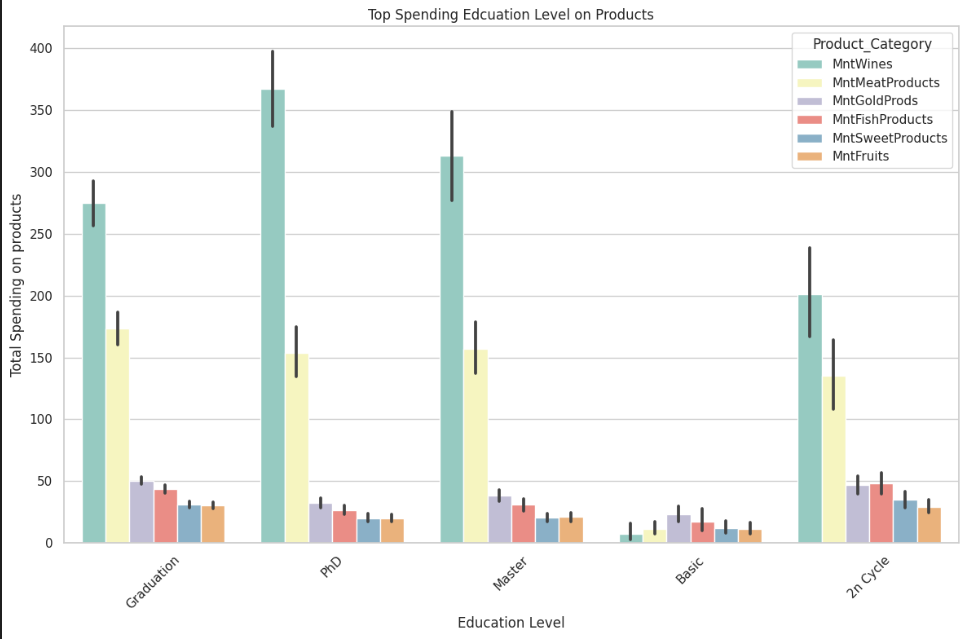 Top Spending Edcuation Level on Products
Product_Category
MntWines
MntMeatProducts
MntGoldProds
MntFishProducts
MntSweetProducts
MntFruits
Total Spending on products
400
350
300
250
200
150
100
50
0
Graduation
PhD
Master
Basic
2n Cycle
Education Level